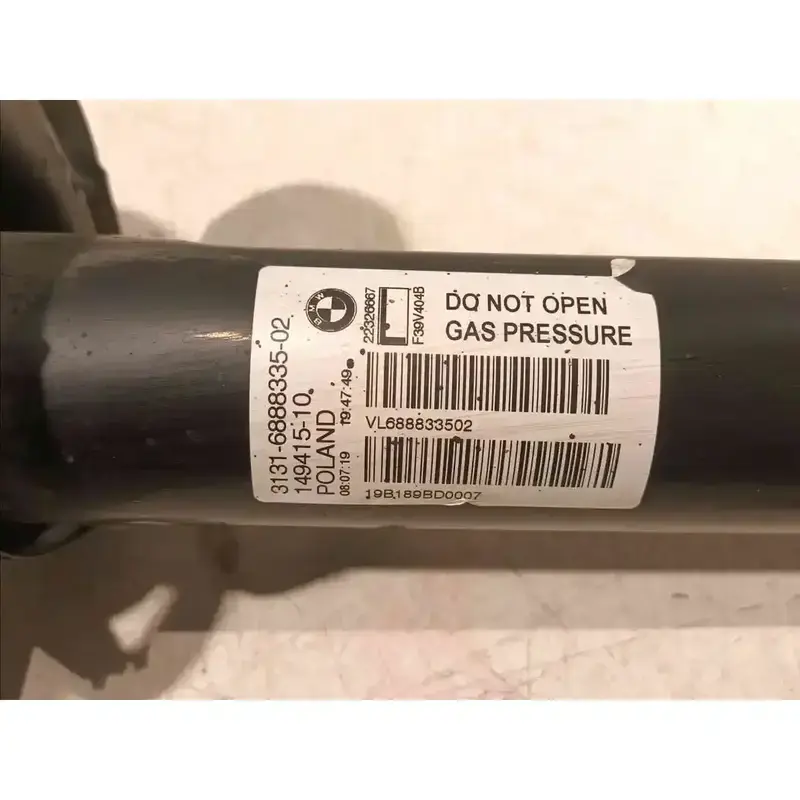 3131-6888335-02
149415-10
POLAND
08:07:19 19:47:49
BMW
22326667
F39V404B
DO NOT OPEN
GAS PRESSURE
VL688833502
19B189BD0007